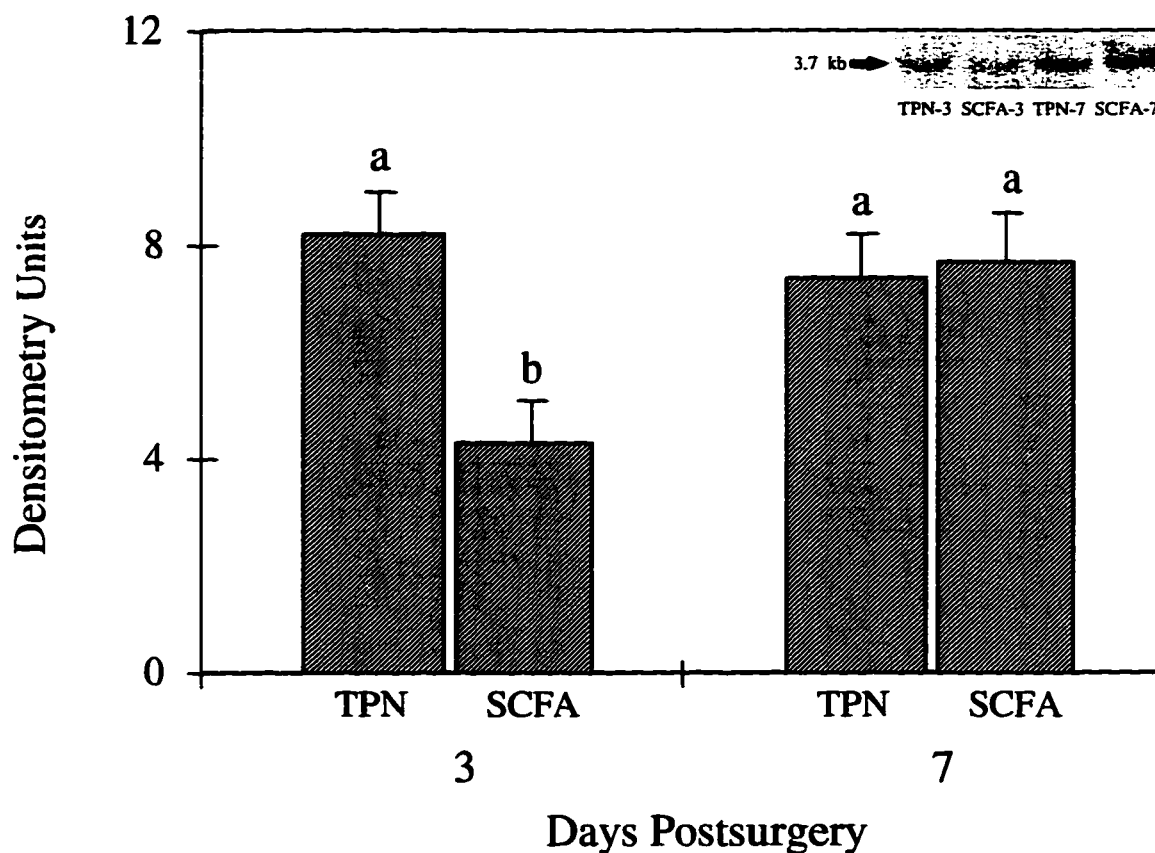 12
3.7 kb
TPN-3 SCFA-3 TPN-7 SCFA-7
a
a
a
8
b
4
0
Densitometry Units
TPN SCFA TPN SCFA
3 7
Days Postsurgery